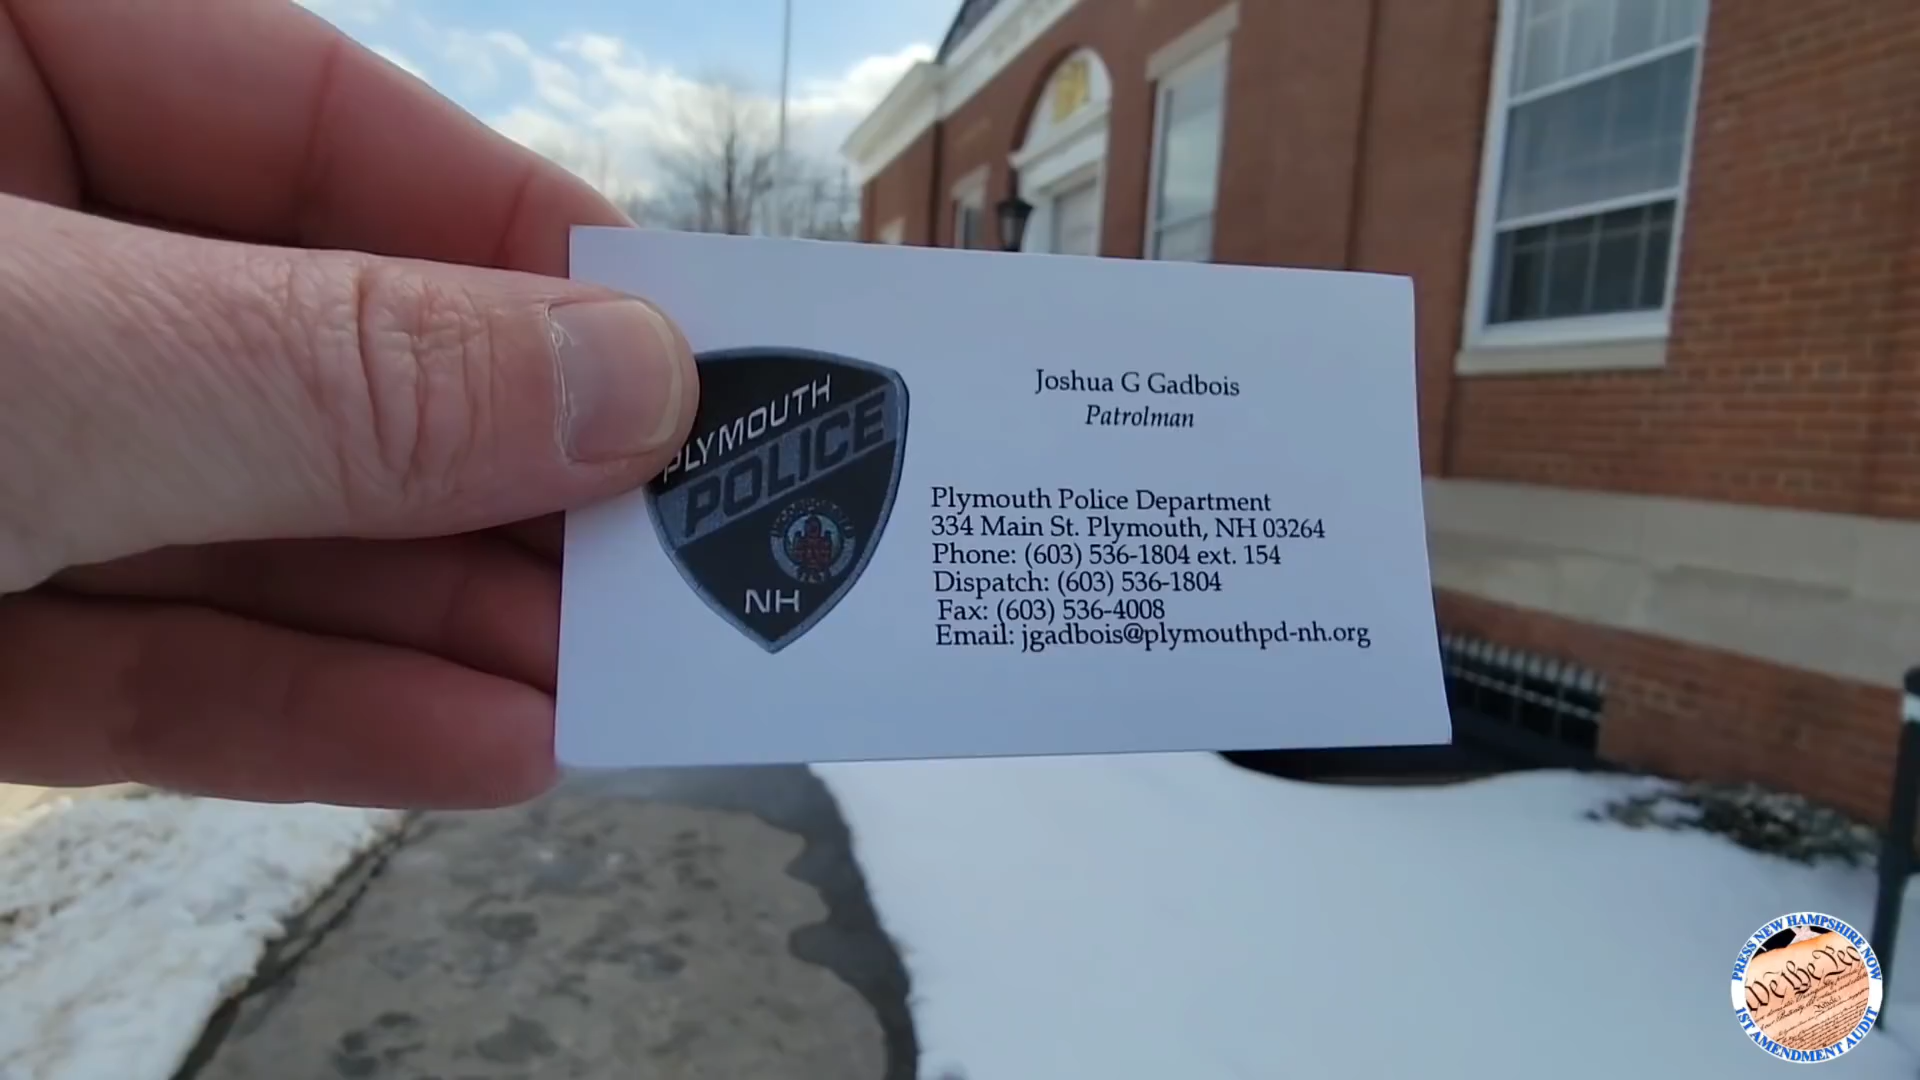 PLYMOUTH
POLICE
NH
Joshua G Gadbois
Patrolman
Plymouth Police Department
334 Main St. Plymouth, NH 03264
Phone: (603) 536-1804 ext. 154
Dispatch: (603) 536-1804
Fax: (603) 536-4008
Email: jgadbois@plymouthpd-nh.org
PRESS NEW HAMPSHIRE NOW
We the Peo
1ST AMENDMENT AUDIT